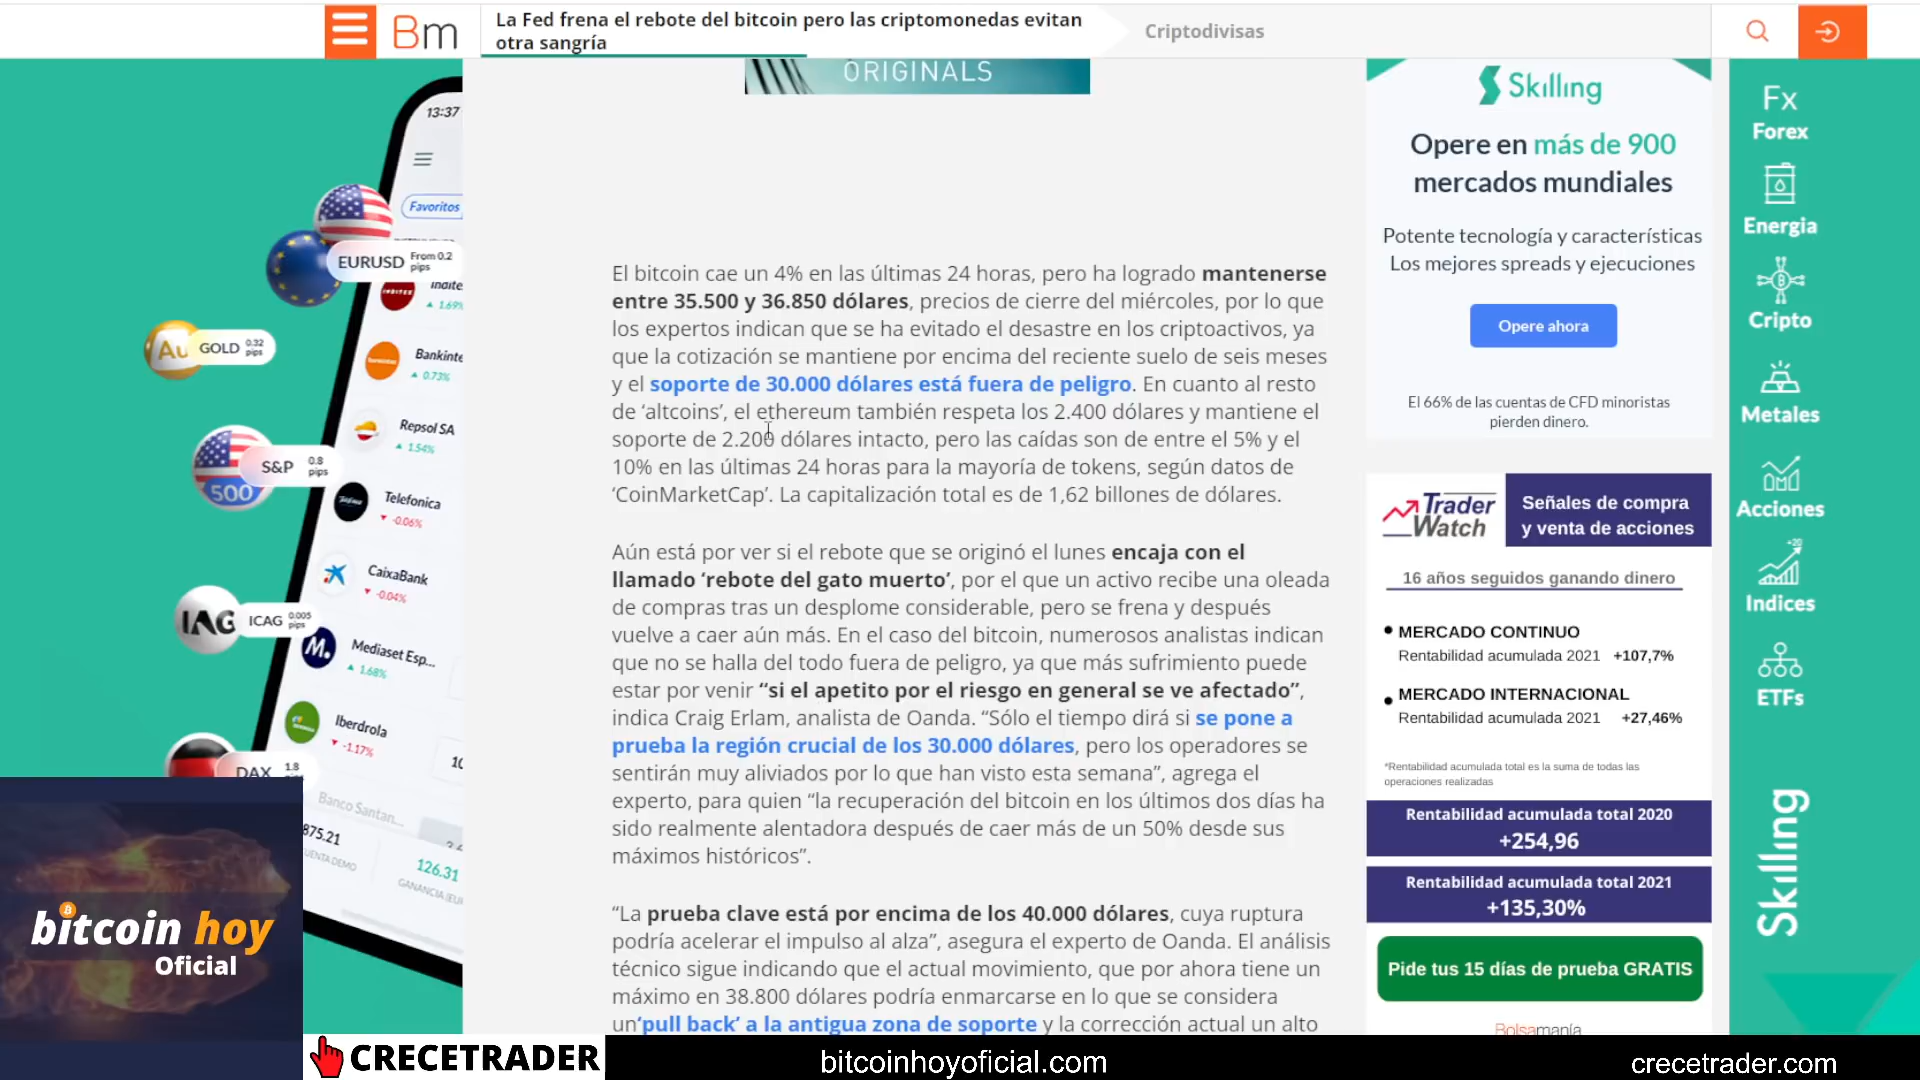 Bm
La Fed frena el rebote del bitcoin pero las criptomonedas evitan
otra sangría
Criptodivisas
ORIGINALS
13:37
Favoritos
EURUSD From 0.2
pips
Indite
1.69%
GOLD 0.32
pips
Au
Bankinte
0.73%
Repsol SA
1.54%
S&P 0.8
pips
500
Telefonica
-0.06%
CaixaBank
-0.04%
IAG
ICAG 0.005
pips
M.
Mediaset Esp...
1.68%
Iberdrola
-1.17%
DAX 1.8
Banco Santan...
875.21
CUENTA DEMO
126.31
El bitcoin cae un 4% en las últimas 24 horas, pero ha logrado mantenerse
entre 35.500 y 36.850 dólares, precios de cierre del miércoles, por lo que
los expertos indican que se ha evitado el desastre en los criptoactivos, ya
que la cotización se mantiene por encima del reciente suelo de seis meses
y el soporte de 30.000 dólares está fuera de peligro. En cuanto al resto
de ‘altcoins’, el ethereum también respeta los 2.400 dólares y mantiene el
soporte de 2.200 dólares intacto, pero las caídas son de entre el 5% y el
10% en las últimas 24 horas para la mayoría de tokens, según datos de
‘CoinMarketCap’. La capitalización total es de 1,62 billones de dólares.
Aún está por ver si el rebote que se originó el lunes encaja con el
llamado ‘rebote del gato muerto’, por el que un activo recibe una oleada
de compras tras un desplome considerable, pero se frena y después
vuelve a caer aún más. En el caso del bitcoin, numerosos analistas indican
que no se halla del todo fuera de peligro, ya que más sufrimiento puede
estar por venir “si el apetito por el riesgo en general se ve afectado”,
indica Craig Erlam, analista de Oanda. “Sólo el tiempo dirá si se pone a
prueba la región crucial de los 30.000 dólares, pero los operadores se
sentirán muy aliviados por lo que han visto esta semana”, agrega el
experto, para quien “la recuperación del bitcoin en los últimos dos días ha
sido realmente alentadora después de caer más de un 50% desde sus
máximos históricos”.
“La prueba clave está por encima de los 40.000 dólares, cuya ruptura
podría acelerar el impulso al alza”, asegura el experto de Oanda. El análisis
técnico sigue indicando que el actual movimiento, que por ahora tiene un
máximo en 38.800 dólares podría enmarcarse en lo que se considera
un‘pull back’ a la antigua zona de soporte y la corrección actual un alto
Skilling
Opere en más de 900
mercados mundiales
Potente tecnología y características
Los mejores spreads y ejecuciones
Opere ahora
El 66% de las cuentas de CFD minoristas
pierden dinero.
Trader
Watch
Señales de compra
y venta de acciones
16 años seguidos ganando dinero
MERCADO CONTINUO
Rentabilidad acumulada 2021 +107,7%
MERCADO INTERNACIONAL
Rentabilidad acumulada 2021 +27,46%
*Rentabilidad acumulada total es la suma de todas las
operaciones realizadas
Rentabilidad acumulada total 2020
+254,96
Rentabilidad acumulada total 2021
+135,30%
Pide tus 15 días de prueba GRATIS
Bolsamanía
Fx
Forex
Energia
Cripto
Metales
Acciones
+20
Indices
ETFs
Skilling
bitcoin hoy
Oficial
CRECETRADER
bitcoinhoyoficial.com
crecetrader.com